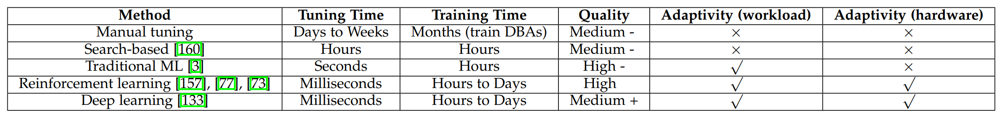 Method Tuning Time Training Time Quality Adaptivity (workload) Adaptivity (hardware)
Manual tuning Days to Weeks Months (train DBAs) Medium - × ×
Search-based [160] Hours Hours Medium - × ×
Traditional ML [3] Seconds Hours High - √ ×
Reinforcement learning [157], [77], [73] Milliseconds Hours to Days High √ √
Deep learning [133] Milliseconds Hours to Days Medium + √ √